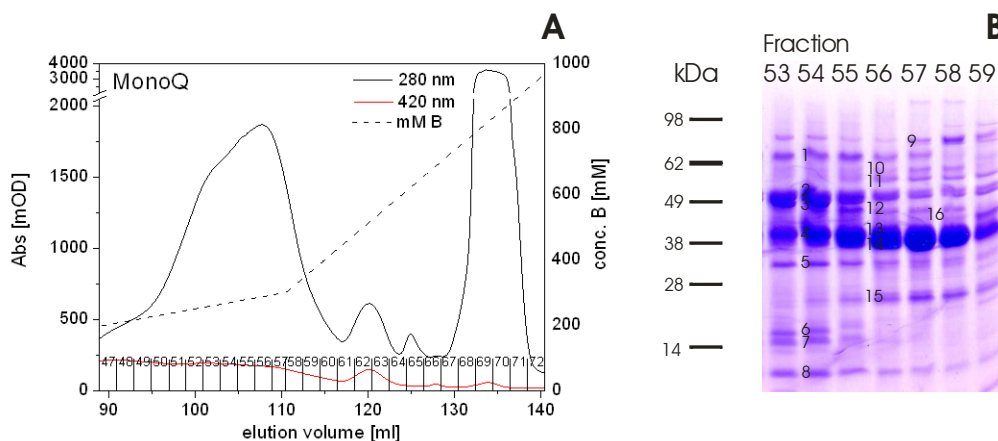 A
MonoQ
280 nm
420 nm
mM B
4000
3000
2000
1500
1000
500
0
Abs [mOD]
1000
800
600
400
200
0
conc. B [mM]
47 48 49 50 51 52 53 54 55 56 57 58 59 60 61 62 63 64 65 66 67 68 69 70 71 72
90 100 110 120 130 140
elution volume [ml]
B
Fraction
kDa 53 54 55 56 57 58 59
98
62
49
38
28
14
1
2
3
4
5
6
7
8
9
10
11
12
13
14
15
16